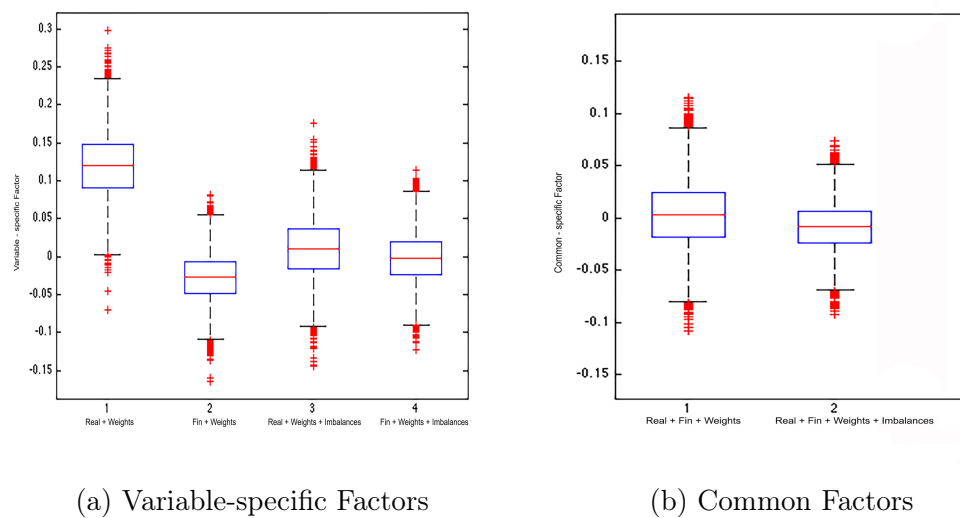 0.3
0.25
0.2
0.15
0.1
0.05
0
-0.05
-0.1
-0.15
Variable - specific Factor
1 2 3 4
Real + Weights Fin + Weights Real + Weights + Imbalances Fin + Weights + Imbalances
(a) Variable-specific Factors
0.15
0.1
0.05
0
-0.05
-0.1
-0.15
Common - specific Factor
1 2
Real + Fin + Weights Real + Fin + Weights + Imbalances
(b) Common Factors